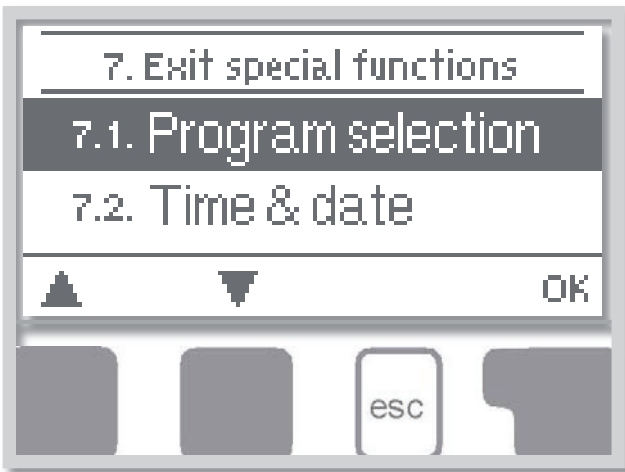 7. Exit special functions
7.1. Program selection
7.2. Time & date
▲ ▼ OK
esc